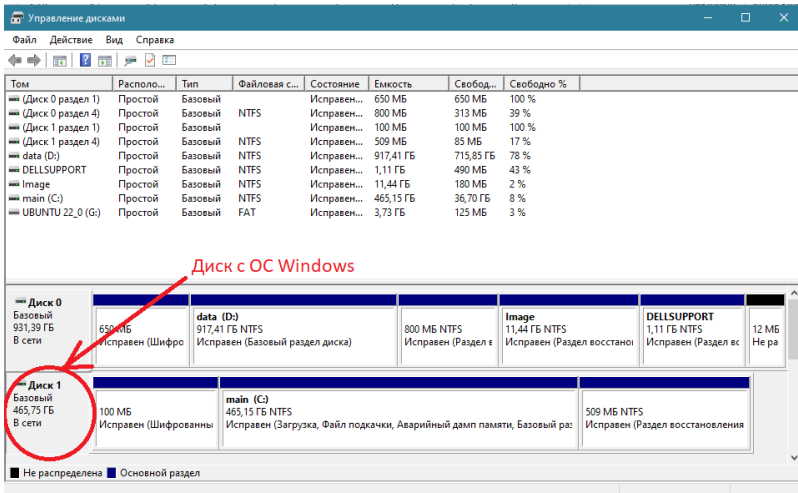 Управление дисками
Файл Действие Вид Справка
Том Располо... Тип Файловая с... Состояние Емкость Свобод... Свободно %
(Диск 0 раздел 1) Простой Базовый Исправен... 650 МБ 650 МБ 100 %
(Диск 0 раздел 4) Простой Базовый NTFS Исправен... 800 МБ 313 МБ 39 %
(Диск 1 раздел 1) Простой Базовый Исправен... 100 МБ 100 МБ 100 %
(Диск 1 раздел 4) Простой Базовый NTFS Исправен... 509 МБ 85 МБ 17 %
data (D:) Простой Базовый NTFS Исправен... 917,41 ГБ 715,85 ГБ 78 %
DELLSUPPORT Простой Базовый NTFS Исправен... 1,11 ГБ 490 МБ 43 %
Image Простой Базовый NTFS Исправен... 11,44 ГБ 180 МБ 2 %
main (C:) Простой Базовый NTFS Исправен... 465,15 ГБ 36,70 ГБ 8 %
UBUNTU 22_0 (G:) Простой Базовый FAT Исправен... 3,73 ГБ 125 МБ 3 %
Диск с ОС Windows
Диск 0
Базовый
931,39 ГБ
В сети
650 МБ
Исправен (Шифро
data (D:)
917,41 ГБ NTFS
Исправен (Базовый раздел диска)
800 МБ NTFS
Исправен (Раздел в
Image
11,44 ГБ NTFS
Исправен (Раздел восстано
DELLSUPPORT
1,11 ГБ NTFS
Исправен (Раздел вс
12 МБ
Не ра
Диск 1
Базовый
465,75 ГБ
В сети
100 МБ
Исправен (Шифрованны
main (C:)
465,15 ГБ NTFS
Исправен (Загрузка, Файл подкачки, Аварийный дамп памяти, Базовый раз
509 МБ NTFS
Исправен (Раздел восстановления
Не распределена Основной раздел